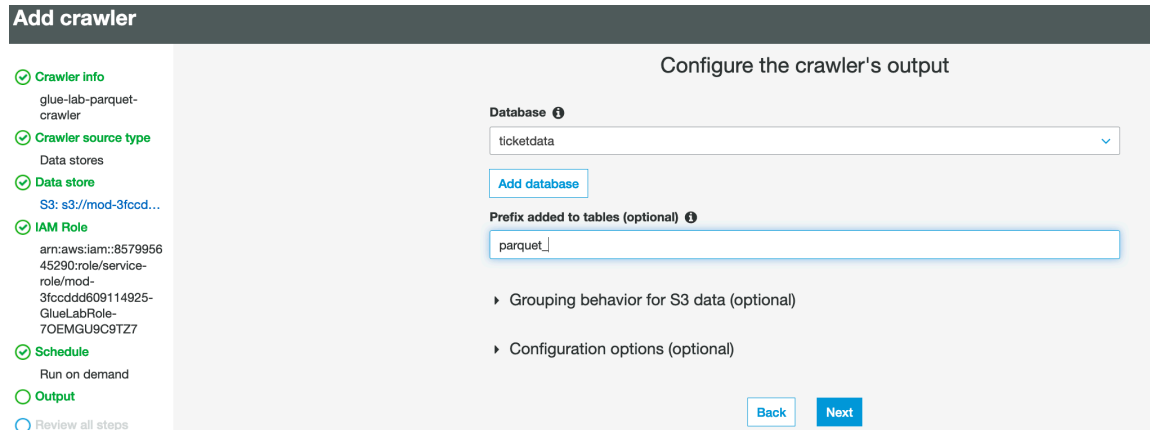 Add crawler
Crawler info
glue-lab-parquet-
crawler
Crawler source type
Data stores
Data store
S3: s3://mod-3fccd...
IAM Role
arn:aws:iam::8579956
45290:role/service-
role/mod-
3fccddd609114925-
GlueLabRole-
7OEMGU9C9TZ7
Schedule
Run on demand
Output
Review all steps
Configure the crawler's output
Database
ticketdata
Add database
Prefix added to tables (optional)
parquet_
Grouping behavior for S3 data (optional)
Configuration options (optional)
Back
Next